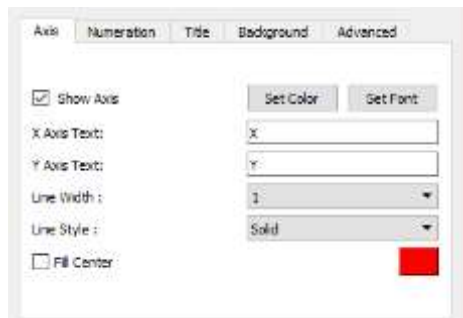 Axis Numeration Title Background Advanced
Show Axis Set Color Set Font
X Axis Text: X
Y Axis Text: Y
Line Width : 1
Line Style : Solid
Fill Center